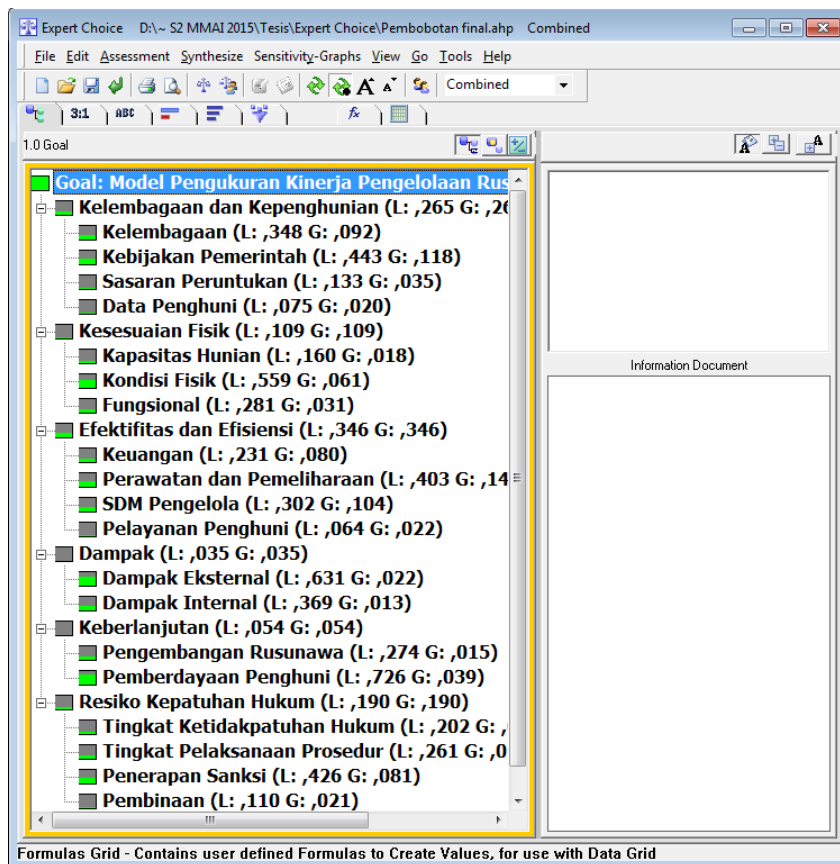 Expert Choice D:\~ S2 MMAI 2015\Tesis\Expert Choice\Pembobotan final.ahp Combined
File Edit Assessment Synthesize Sensitivity-Graphs View Go Tools Help
A A Combined
3:1 ABC fx
1.0 Goal
A A
Goal: Model Pengukuran Kinerja Pengelolaan Rus
Kelembagaan dan Kepenghunian (L: ,265 G: ,26
Kelembagaan (L: ,348 G: ,092)
Kebijakan Pemerintah (L: ,443 G: ,118)
Sasaran Peruntukan (L: ,133 G: ,035)
Data Penghuni (L: ,075 G: ,020)
Kesesuaian Fisik (L: ,109 G: ,109)
Kapasitas Hunian (L: ,160 G: ,018)
Kondisi Fisik (L: ,559 G: ,061)
Fungsional (L: ,281 G: ,031)
Efektifitas dan Efisiensi (L: ,346 G: ,346)
Keuangan (L: ,231 G: ,080)
Perawatan dan Pemeliharaan (L: ,403 G: ,14
SDM Pengelola (L: ,302 G: ,104)
Pelayanan Penghuni (L: ,064 G: ,022)
Dampak (L: ,035 G: ,035)
Dampak Eksternal (L: ,631 G: ,022)
Dampak Internal (L: ,369 G: ,013)
Keberlanjutan (L: ,054 G: ,054)
Pengembangan Rusunawa (L: ,274 G: ,015)
Pemberdayaan Penghuni (L: ,726 G: ,039)
Resiko Kepatuhan Hukum (L: ,190 G: ,190)
Tingkat Ketidakpatuhan Hukum (L: ,202 G: ,
Tingkat Pelaksanaan Prosedur (L: ,261 G: ,0
Penerapan Sanksi (L: ,426 G: ,081)
Pembinaan (L: ,110 G: ,021)
Information Document
Formulas Grid - Contains user defined Formulas to Create Values, for use with Data Grid